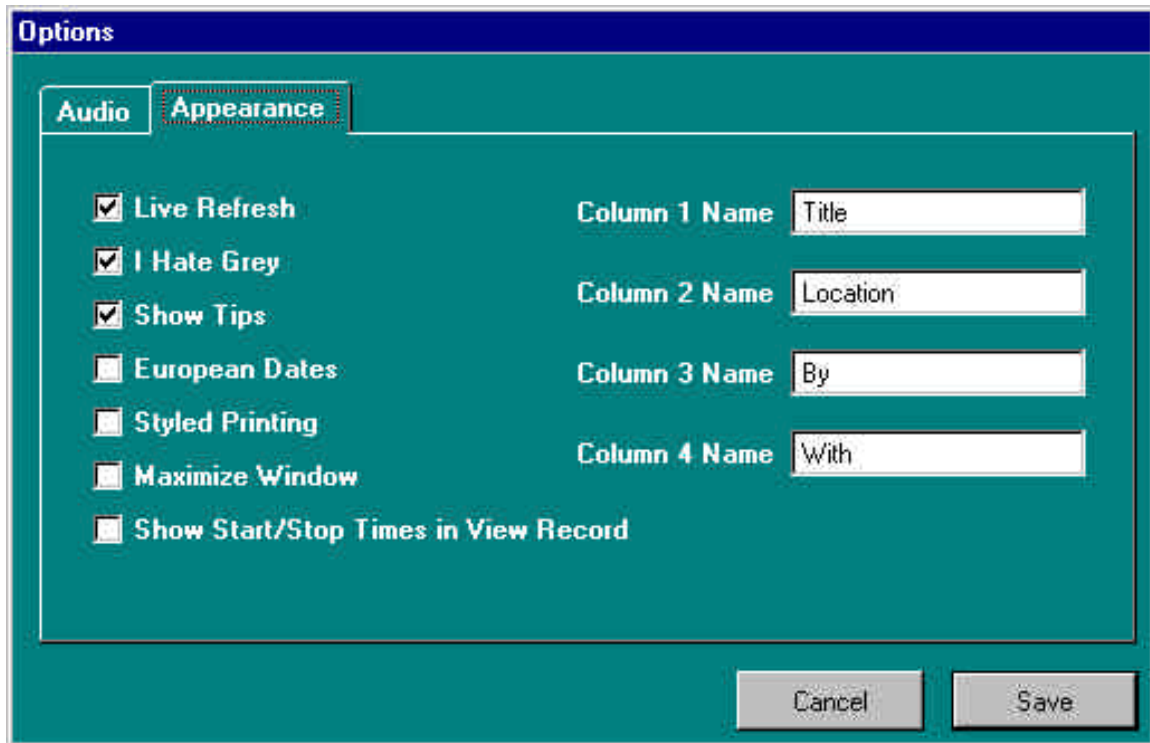 Options
Audio
Appearance
Live Refresh
I Hate Grey
Show Tips
European Dates
Styled Printing
Maximize Window
Show Start/Stop Times in View Record
Column 1 Name Title
Column 2 Name Location
Column 3 Name By
Column 4 Name With
Cancel
Save